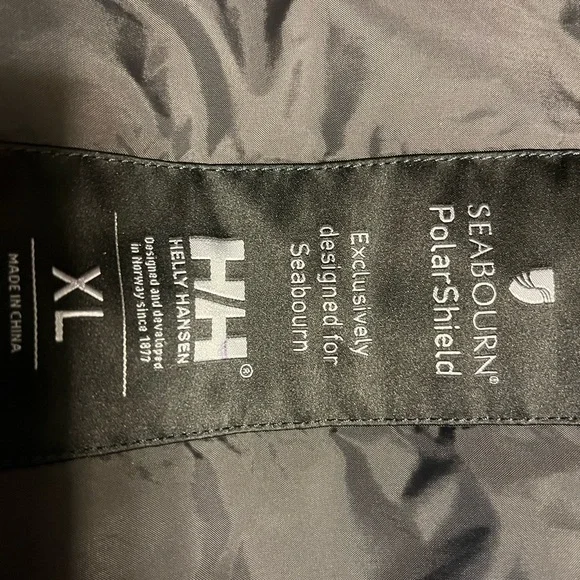 SEABOURN®
PolarShield
Exclusively
designed for
Seabourn
H/H®
HELLY HANSEN
Designed and developed
in Norway since 1877
XL
MADE IN CHINA